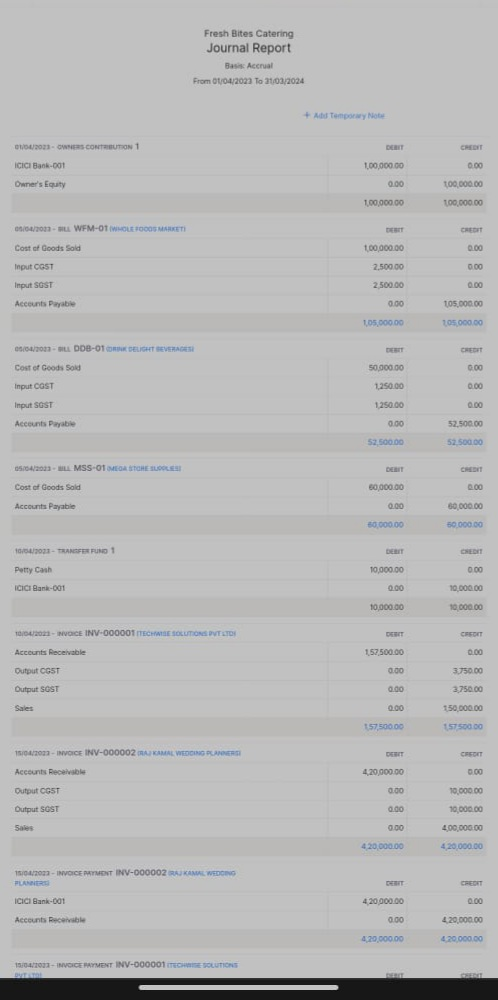 Fresh Bites Catering
Journal Report
Basis: Accrual
From 01/04/2023 To 31/03/2024
+ Add Temporary Note
01/04/2023 - OWNERS CONTRIBUTION 1 DEBIT CREDIT
ICICI Bank-001 1,00,000.00 0.00
Owner's Equity 0.00 1,00,000.00
1,00,000.00 1,00,000.00
05/04/2023 - BILL WFM-01 (WHOLE FOODS MARKET) DEBIT CREDIT
Cost of Goods Sold 1,00,000.00 0.00
Input CGST 2,500.00 0.00
Input SGST 2,500.00 0.00
Accounts Payable 0.00 1,05,000.00
1,05,000.00 1,05,000.00
05/04/2023 - BILL DDB-01 (DRINK DELIGHT BEVERAGES) DEBIT CREDIT
Cost of Goods Sold 50,000.00 0.00
Input CGST 1,250.00 0.00
Input SGST 1,250.00 0.00
Accounts Payable 0.00 52,500.00
52,500.00 52,500.00
05/04/2023 - BILL MSS-01 (MEGA STORE SUPPLIES) DEBIT CREDIT
Cost of Goods Sold 60,000.00 0.00
Accounts Payable 0.00 60,000.00
60,000.00 60,000.00
10/04/2023 - TRANSFER FUND 1 DEBIT CREDIT
Petty Cash 10,000.00 0.00
ICICI Bank-001 0.00 10,000.00
10,000.00 10,000.00
10/04/2023 - INVOICE INV-000001 (TECHWISE SOLUTIONS PVT LTD) DEBIT CREDIT
Accounts Receivable 1,57,500.00 0.00
Output CGST 0.00 3,750.00
Output SGST 0.00 3,750.00
Sales 0.00 1,50,000.00
1,57,500.00 1,57,500.00
15/04/2023 - INVOICE INV-000002 (RAJ KAMAL WEDDING PLANNERS) DEBIT CREDIT
Accounts Receivable 4,20,000.00 0.00
Output CGST 0.00 10,000.00
Output SGST 0.00 10,000.00
Sales 0.00 4,00,000.00
4,20,000.00 4,20,000.00
15/04/2023 - INVOICE PAYMENT INV-000002 (RAJ KAMAL WEDDING
PLANNERS) DEBIT CREDIT
ICICI Bank-001 4,20,000.00 0.00
Accounts Receivable 0.00 4,20,000.00
4,20,000.00 4,20,000.00
15/04/2023 - INVOICE PAYMENT INV-000001 (TECHWISE SOLUTIONS
PVT LTD) DEBIT CREDIT